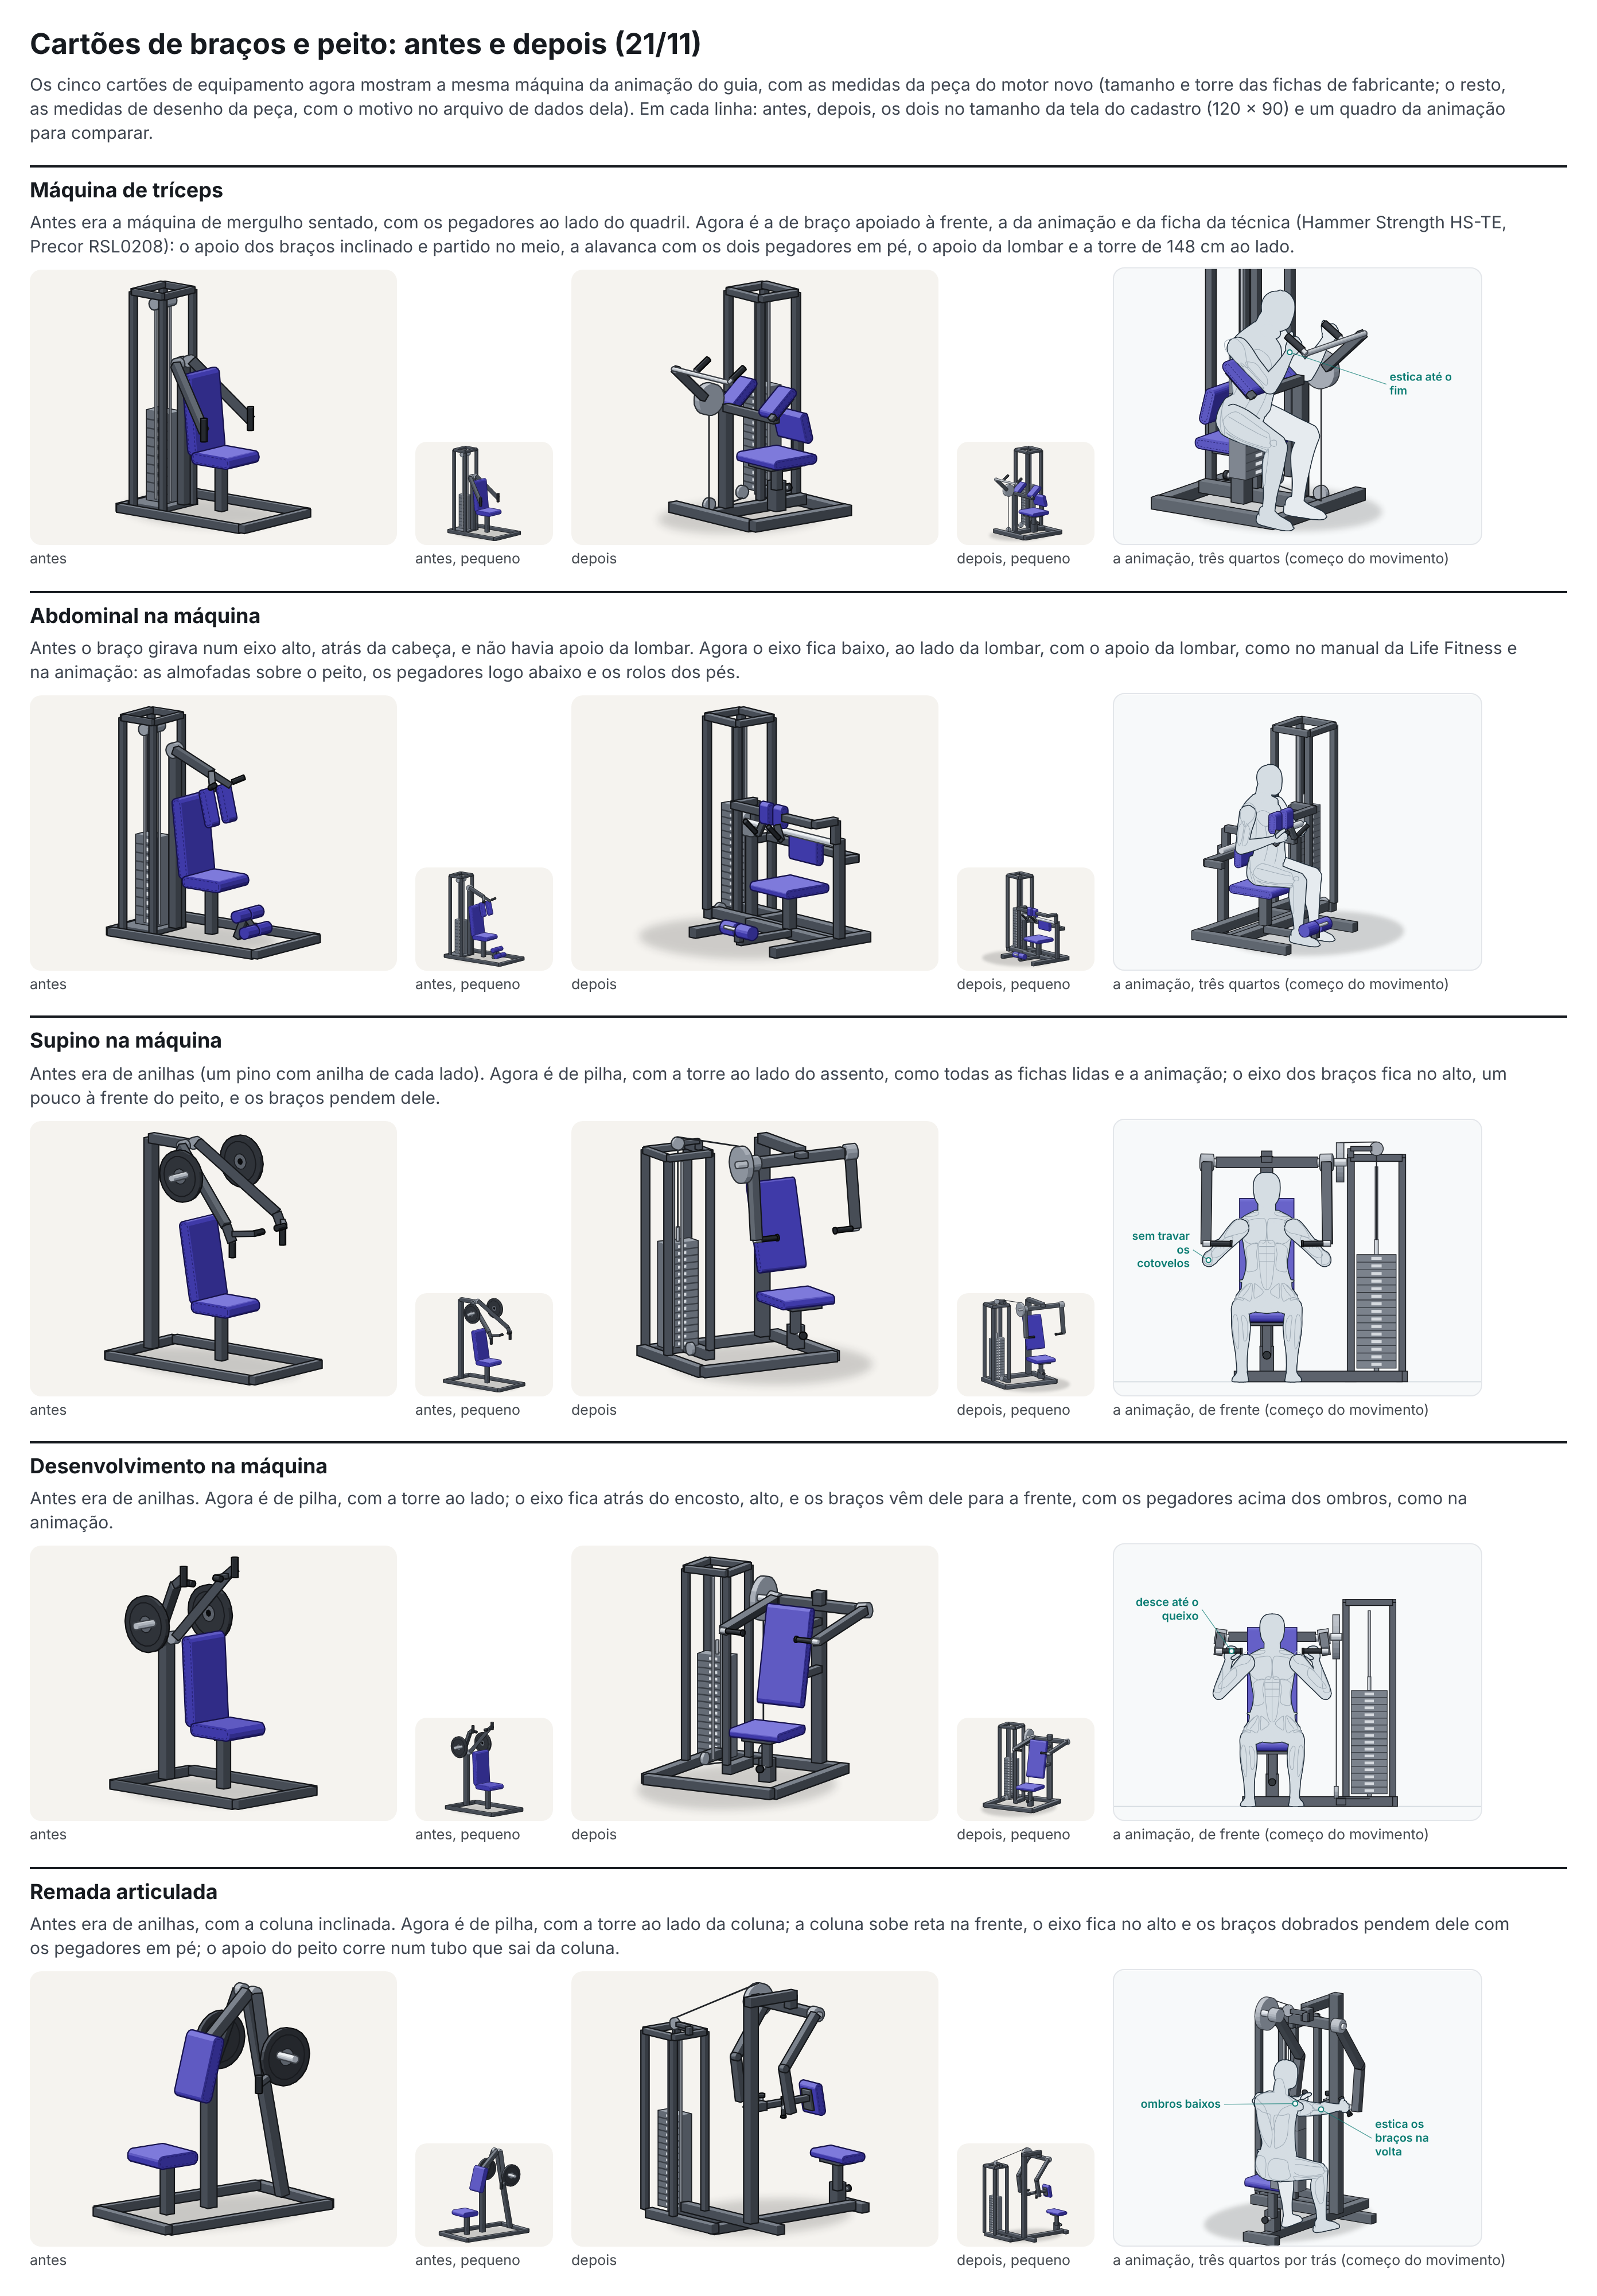 Cartões de braços e peito: antes e depois (21/11)
Os cinco cartões de equipamento agora mostram a mesma máquina da animação do guia, com as medidas da peça do motor novo (tamanho e torre das fichas de fabricante; o resto,
as medidas de desenho da peça, com o motivo no arquivo de dados dela). Em cada linha: antes, depois, os dois no tamanho da tela do cadastro (120 × 90) e um quadro da animação
para comparar.
Máquina de tríceps
Antes era a máquina de mergulho sentado, com os pegadores ao lado do quadril. Agora é a de braço apoiado à frente, a da animação e da ficha da técnica (Hammer Strength HS-TE,
Precor RSL0208): o apoio dos braços inclinado e partido no meio, a alavanca com os dois pegadores em pé, o apoio da lombar e a torre de 148 cm ao lado.
estica até o
fim
antes
antes, pequeno
depois
depois, pequeno
a animação, três quartos (começo do movimento)
Abdominal na máquina
Antes o braço girava num eixo alto, atrás da cabeça, e não havia apoio da lombar. Agora o eixo fica baixo, ao lado da lombar, com o apoio da lombar, como no manual da Life Fitness e
na animação: as almofadas sobre o peito, os pegadores logo abaixo e os rolos dos pés.
antes
antes, pequeno
depois
depois, pequeno
a animação, três quartos (começo do movimento)
Supino na máquina
Antes era de anilhas (um pino com anilha de cada lado). Agora é de pilha, com a torre ao lado do assento, como todas as fichas lidas e a animação; o eixo dos braços fica no alto, um
pouco à frente do peito, e os braços pendem dele.
sem travar
os
cotovelos
antes
antes, pequeno
depois
depois, pequeno
a animação, de frente (começo do movimento)
Desenvolvimento na máquina
Antes era de anilhas. Agora é de pilha, com a torre ao lado; o eixo fica atrás do encosto, alto, e os braços vêm dele para a frente, com os pegadores acima dos ombros, como na
animação.
desce até o
queixo
antes
antes, pequeno
depois
depois, pequeno
a animação, de frente (começo do movimento)
Remada articulada
Antes era de anilhas, com a coluna inclinada. Agora é de pilha, com a torre ao lado da coluna; a coluna sobe reta na frente, o eixo fica no alto e os braços dobrados pendem dele com
os pegadores em pé; o apoio do peito corre num tubo que sai da coluna.
ombros baixos
estica os
braços na
volta
antes
antes, pequeno
depois
depois, pequeno
a animação, três quartos por trás (começo do movimento)